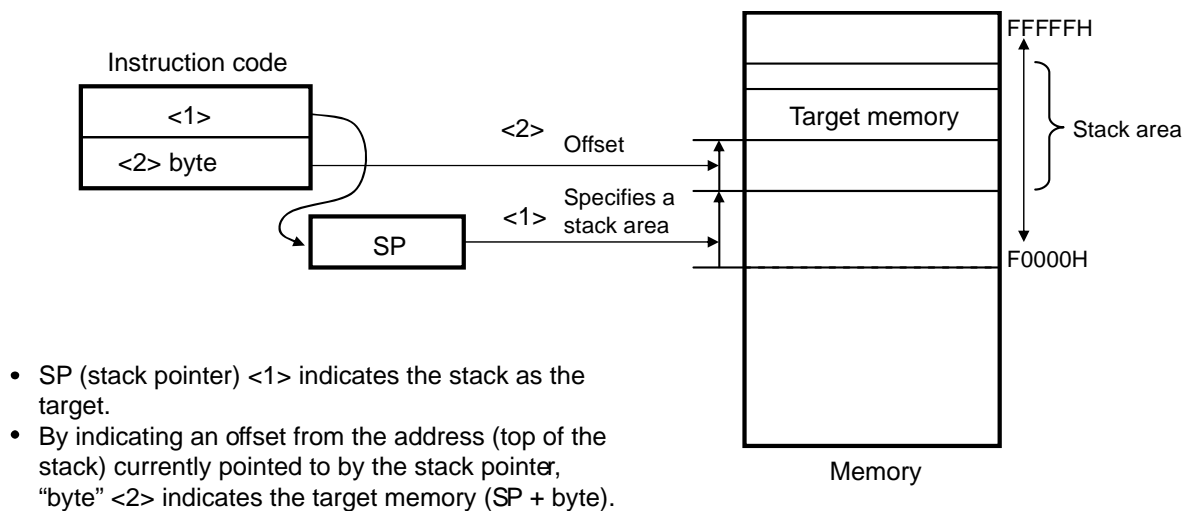 Instruction code
<1>
<2> byte
SP
<2>
Offset
<1>
Specifies a
stack area
Target memory
FFFFFH
Stack area
F0000H
Memory
• SP (stack pointer) <1> indicates the stack as the
target.
• By indicating an offset from the address (top of the
stack) currently pointed to by the stack pointer,
“byte” <2> indicates the target memory (SP + byte).